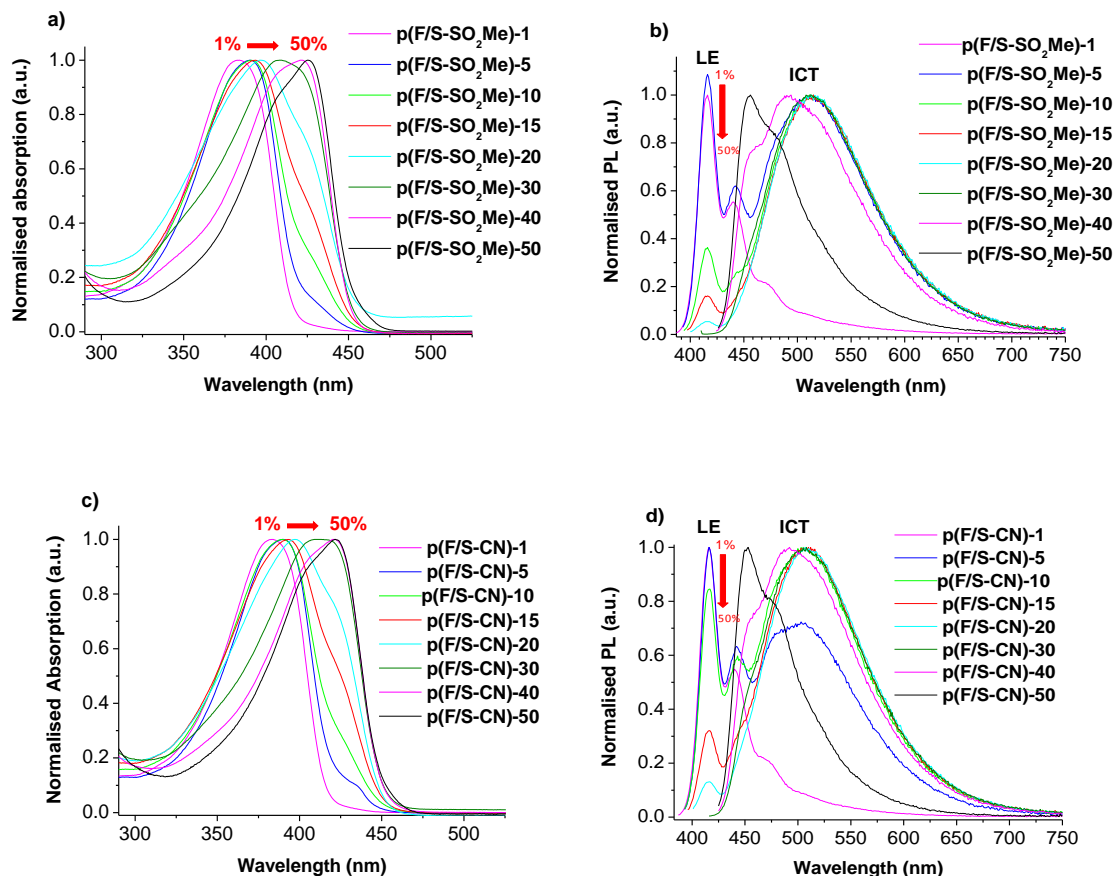 a)
1% 50%
p(F/S-SO2Me)-1
p(F/S-SO2Me)-5
p(F/S-SO2Me)-10
p(F/S-SO2Me)-15
p(F/S-SO2Me)-20
p(F/S-SO2Me)-30
p(F/S-SO2Me)-40
p(F/S-SO2Me)-50
Normalised absorption (a.u.)
1.0
0.8
0.6
0.4
0.2
0.0
300 350 400 450 500
Wavelength (nm)
b)
LE
1%
50%
ICT
p(F/S-SO2Me)-1
p(F/S-SO2Me)-5
p(F/S-SO2Me)-10
p(F/S-SO2Me)-15
p(F/S-SO2Me)-20
p(F/S-SO2Me)-30
p(F/S-SO2Me)-40
p(F/S-SO2Me)-50
Normalised PL (a.u.)
1.0
0.8
0.6
0.4
0.2
0.0
400 450 500 550 600 650 700 750
Wavelength (nm)
c)
1% 50%
p(F/S-CN)-1
p(F/S-CN)-5
p(F/S-CN)-10
p(F/S-CN)-15
p(F/S-CN)-20
p(F/S-CN)-30
p(F/S-CN)-40
p(F/S-CN)-50
Normalised Absorption (a.u.)
1.0
0.8
0.6
0.4
0.2
0.0
300 350 400 450 500
Wavelength (nm)
d)
LE
1%
50%
ICT
p(F/S-CN)-1
p(F/S-CN)-5
p(F/S-CN)-10
p(F/S-CN)-15
p(F/S-CN)-20
p(F/S-CN)-30
p(F/S-CN)-40
p(F/S-CN)-50
Normalised PL (a.u.)
1.0
0.8
0.6
0.4
0.2
0.0
400 450 500 550 600 650 700 750
Wavelength (nm)